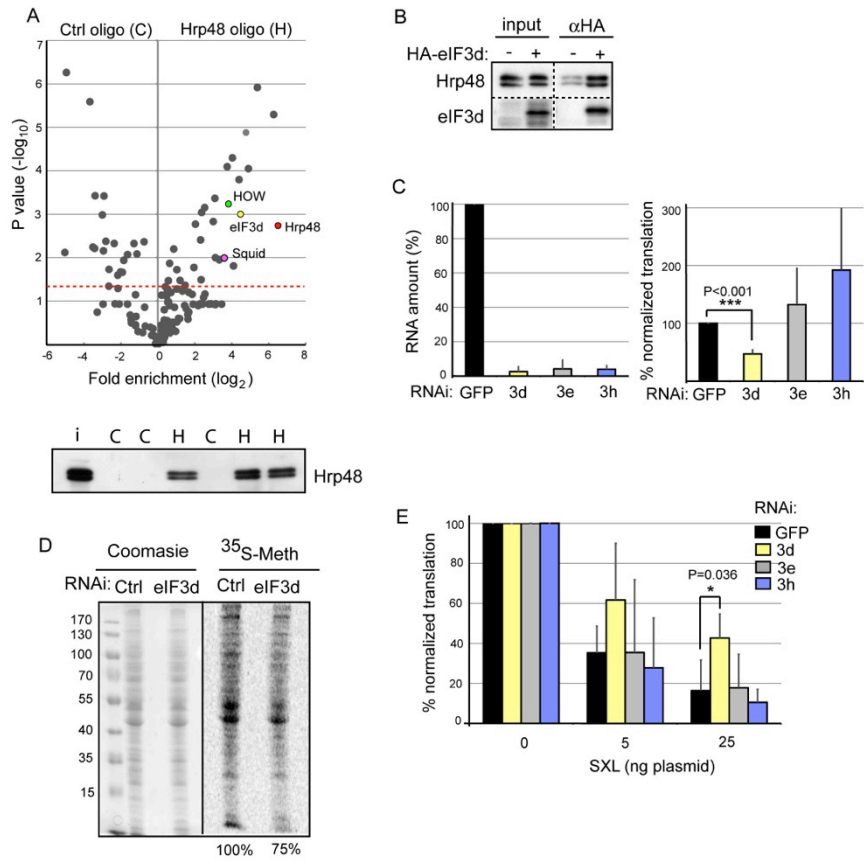 A
Ctrl oligo (C) Hrp48 oligo (H)
7
6
5
4
3
2
1
P value (-log10)
HOW
eIF3d
Hrp48
Squid
-6 -4 -2 0 2 4 6 8
Fold enrichment (log2)
i C C H C H H
Hrp48
B
input αHA
HA-eIF3d: - + - +
Hrp48
eIF3d
C
100
80
60
40
20
0
RNA amount (%)
RNAi: GFP 3d 3e 3h
300
200
100
% normalized translation
P<0.001
***
RNAi: GFP 3d 3e 3h
D
Coomasie 35S-Meth
RNAi: Ctrl eIF3d Ctrl eIF3d
170
130
100
70
55
40
35
15
100% 75%
E
RNAi:
GFP
3d
3e
3h
100
80
60
40
20
0
% normalized translation
P=0.036
*
0 5 25
SXL (ng plasmid)